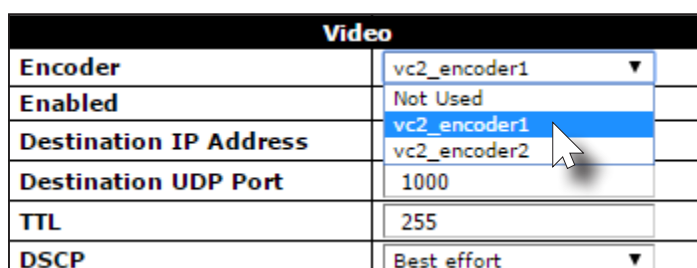 Video
Encoder vc2_encoder1
Enabled Not Used
vc2_encoder1
Destination IP Address vc2_encoder2
Destination UDP Port 1000
TTL 255
DSCP Best effort